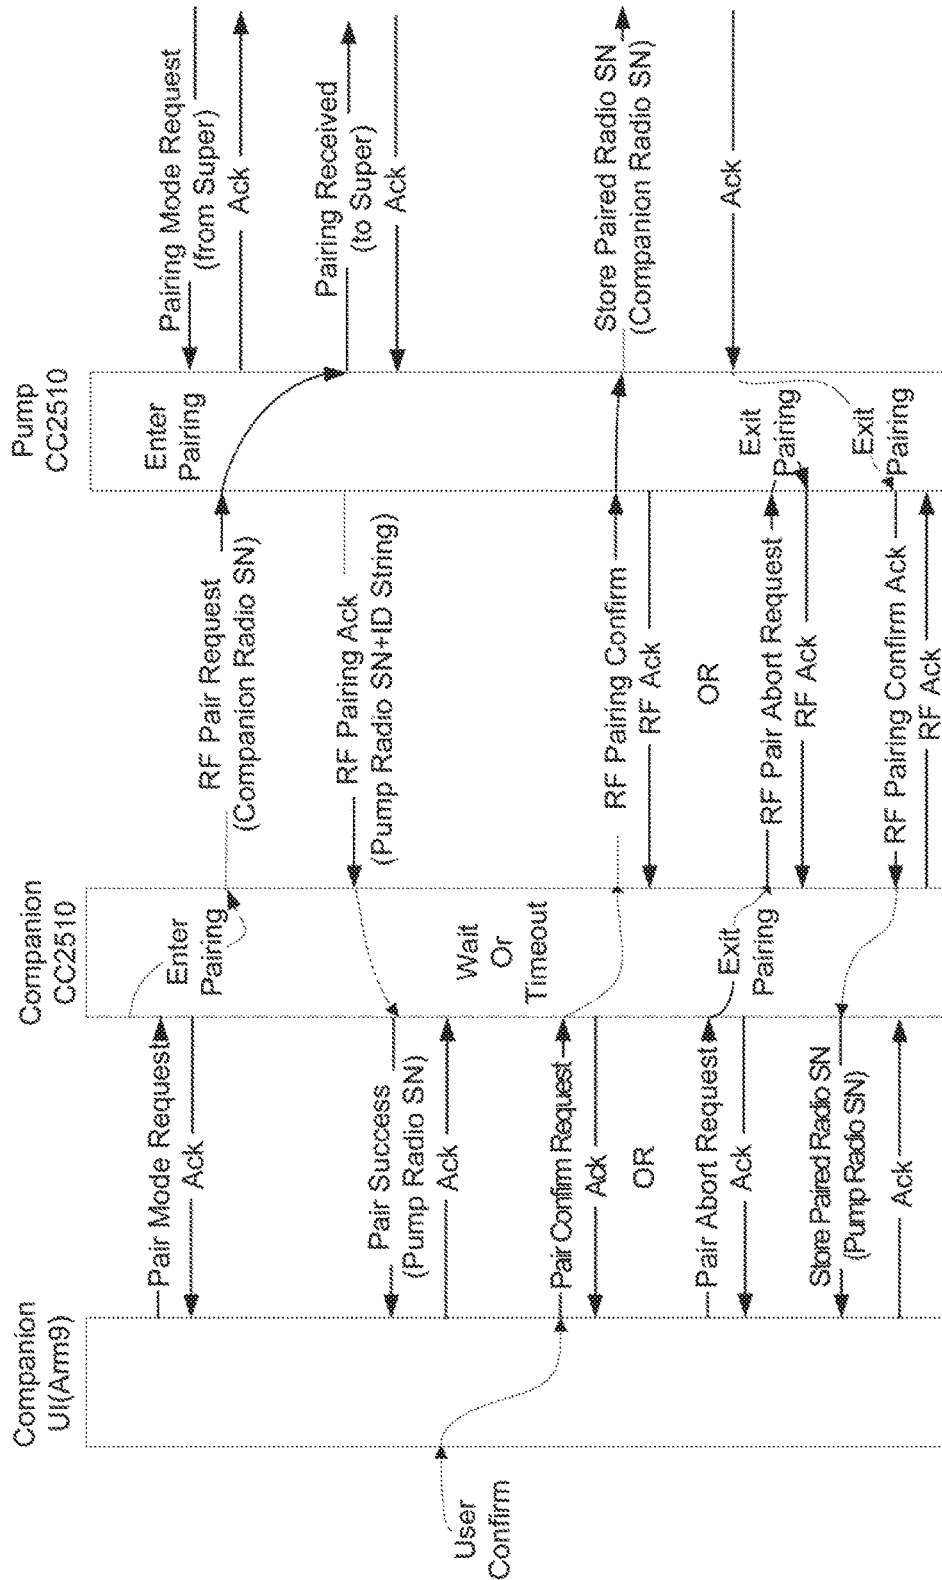 Companion
UI(Arm9)
Companion
CC2510
Pump
CC2510
Pair Mode Request
Ack
Enter
Pairing
RF Pair Request
(Companion Radio SN)
Enter
Pairing
Pairing Mode Request
(from Super)
Ack
Pairing Received
(to Super)
Ack
RF Pairing Ack
(Pump Radio SN+ID String)
Pair Success
(Pump Radio SN)
Ack
User
Confirm
Wait
Or
Timeout
Pair Confirm Request
Ack
OR
RF Pairing Confirm
RF Ack
OR
Store Paired Radio SN
(Companion Radio SN)
Ack
Pair Abort Request
Ack
Exit
Pairing
RF Pair Abort Request
RF Ack
Exit
Pairing
Exit
Pairing
RF Pairing Confirm Ack
RF Ack
Store Paired Radio SN
(Pump Radio SN)
Ack